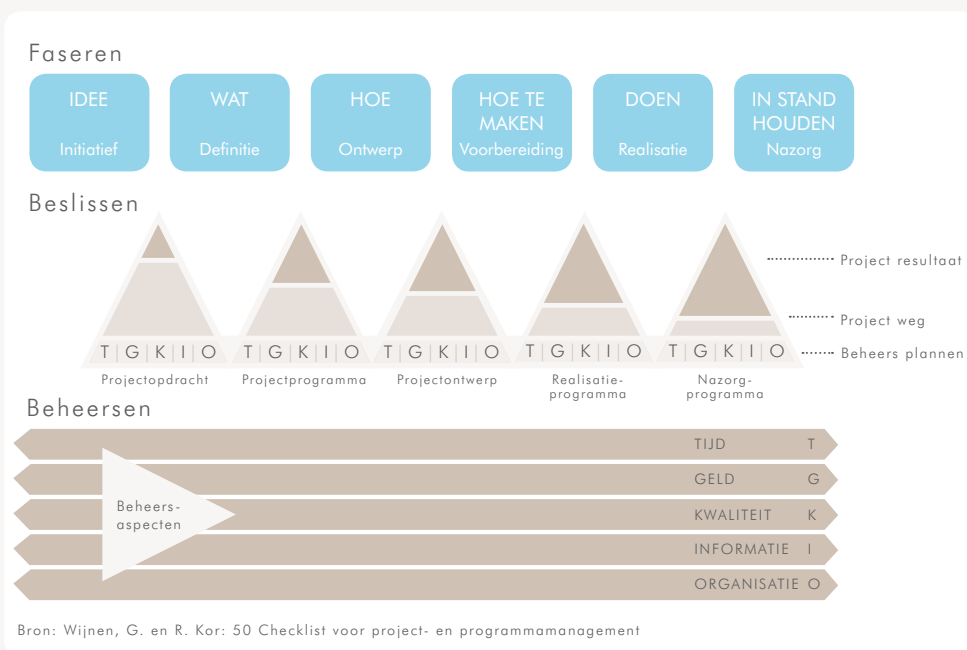 Faseren
IDEE
Initiatief
WAT
Definitie
HOE
Ontwerp
HOE TE
MAKEN
Voorbereiding
DOEN
Realisatie
IN STAND
HOUDEN
Nazorg
Beslissen
Project resultaat
Project weg
Beheers plannen
T|G|K|I|O
T|G|K|I|O
T|G|K|I|O
T|G|K|I|O
T|G|K|I|O
Projectopdracht
Projectprogramma
Projectontwerp
Realisatie-
programma
Nazorg-
programma
Beheersen
Beheers-
aspecten
TIJD T
GELD G
KWALITEIT K
INFORMATIE I
ORGANISATIE O
Bron: Wijnen, G. en R. Kor: 50 Checklist voor project- en programmamanagement